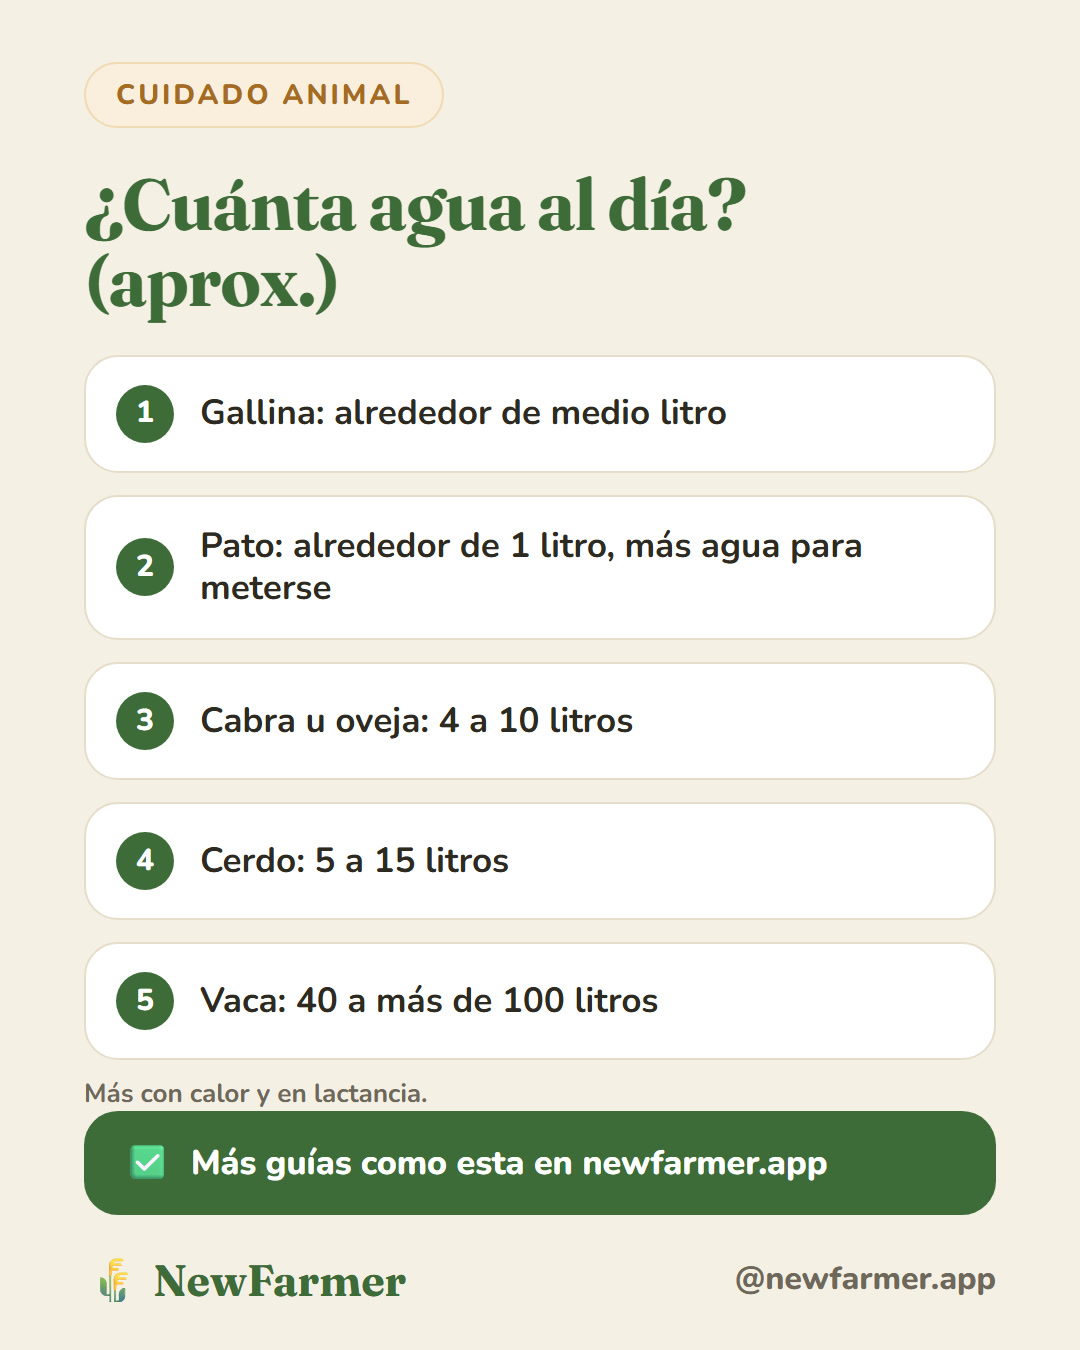 CUIDADO ANIMAL
¿Cuánta agua al día?
(aprox.)
1 Gallina: alrededor de medio litro
2 Pato: alrededor de 1 litro, más agua para
meterse
3 Cabra u oveja: 4 a 10 litros
4 Cerdo: 5 a 15 litros
5 Vaca: 40 a más de 100 litros
Más con calor y en lactancia.
Más guías como esta en newfarmer.app
NewFarmer @newfarmer.app